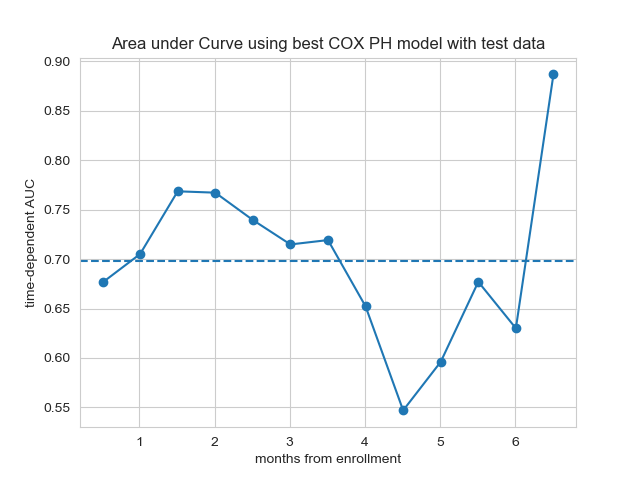 Area under Curve using best COX PH model with test data
0.90
0.85
0.80
0.75
0.70
0.65
0.60
0.55
time-dependent AUC
1 2 3 4 5 6
months from enrollment